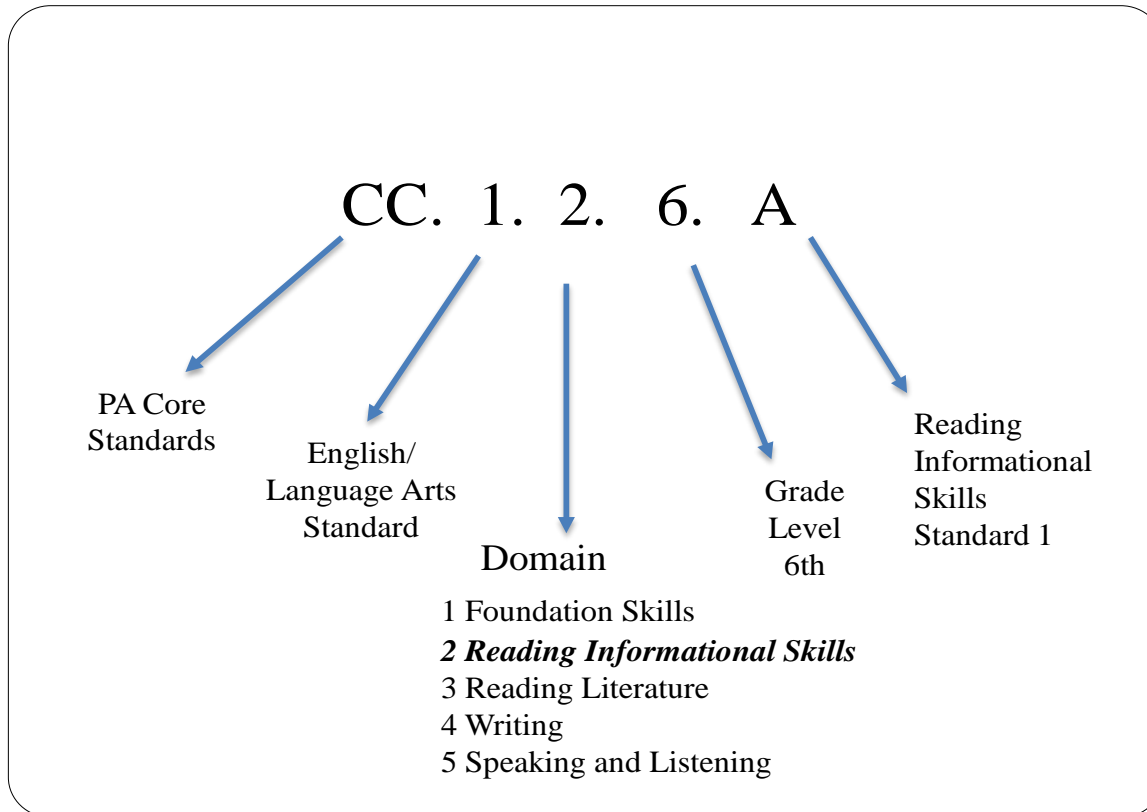 CC. 1. 2. 6. A
PA Core
Standards
English/
Language Arts
Standard
Domain
1 Foundation Skills
2 Reading Informational Skills
3 Reading Literature
4 Writing
5 Speaking and Listening
Grade
Level
6th
Reading
Informational
Skills
Standard 1